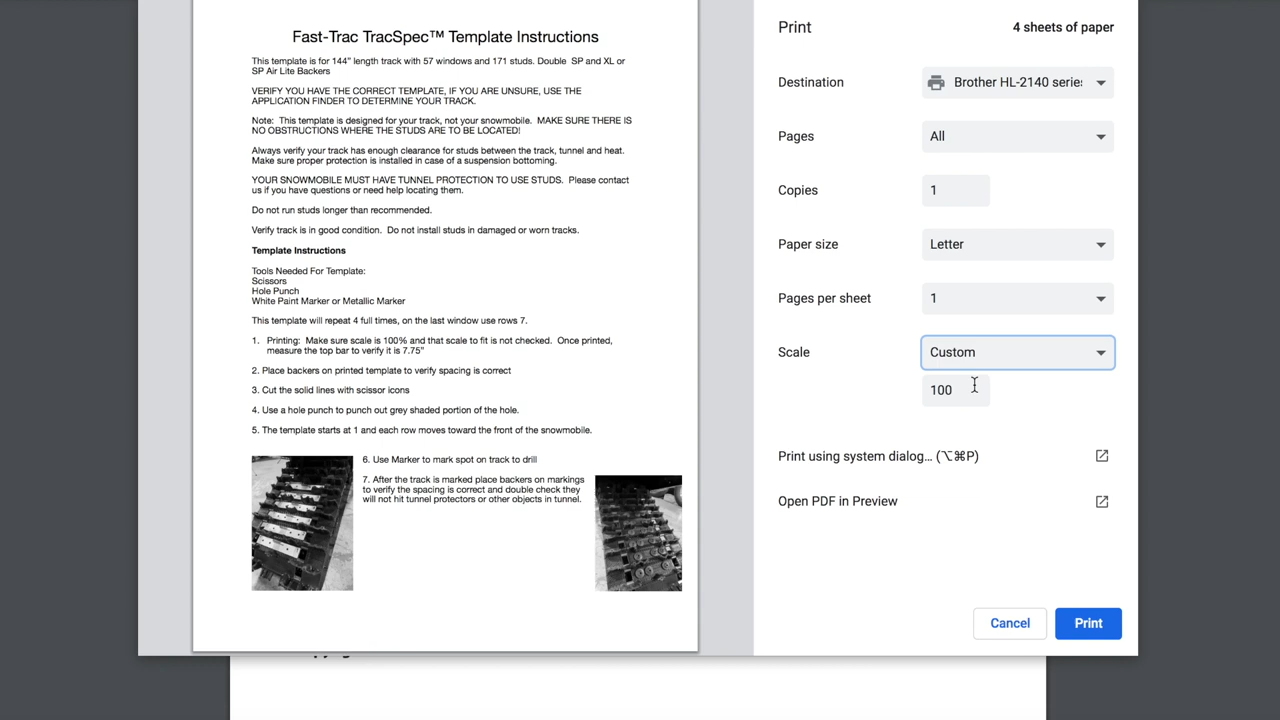 Fast-Trac TracSpec™ Template Instructions
This template is for 144” length track with 57 windows and 171 studs. Double  SP and XL or
SP Air Lite Backers
VERIFY YOU HAVE THE CORRECT TEMPLATE, IF YOU ARE UNSURE, USE THE
APPLICATION FINDER TO DETERMINE YOUR TRACK.
Note:  This template is designed for your track, not your snowmobile.  MAKE SURE THERE IS
NO OBSTRUCTIONS WHERE THE STUDS ARE TO BE LOCATED!
Always verify your track has enough clearance for studs between the track, tunnel and heat.
Make sure proper protection is installed in case of a suspension bottoming.
YOUR SNOWMOBILE MUST HAVE TUNNEL PROTECTION TO USE STUDS.  Please contact
us if you have questions or need help locating them.
Do not run studs longer than recommended.
Verify track is in good condition.  Do not install studs in damaged or worn tracks.
Template Instructions
Tools Needed For Template:
Scissors
Hole Punch
White Paint Marker or Metallic Marker
This template will repeat 4 full times, on the last window use rows 7.
1.  Printing:  Make sure scale is 100% and that scale to fit is not checked.  Once printed,
measure the top bar to verify it is 7.75”
2. Place backers on printed template to verify spacing is correct
3. Cut the solid lines with scissor icons
4. Use a hole punch to punch out grey shaded portion of the hole.
5. The template starts at 1 and each row moves toward the front of the snowmobile.
6. Use Marker to mark spot on track to drill
7. After the track is marked place backers on markings
to verify the spacing is correct and double check they
will not hit tunnel protectors or other objects in tunnel.
Print 4 sheets of paper
Destination Brother HL-2140 series
Pages All
Copies 1
Paper size Letter
Pages per sheet 1
Scale Custom
100
Print using system dialog... (⌥⌘P)
Open PDF in Preview
Cancel Print